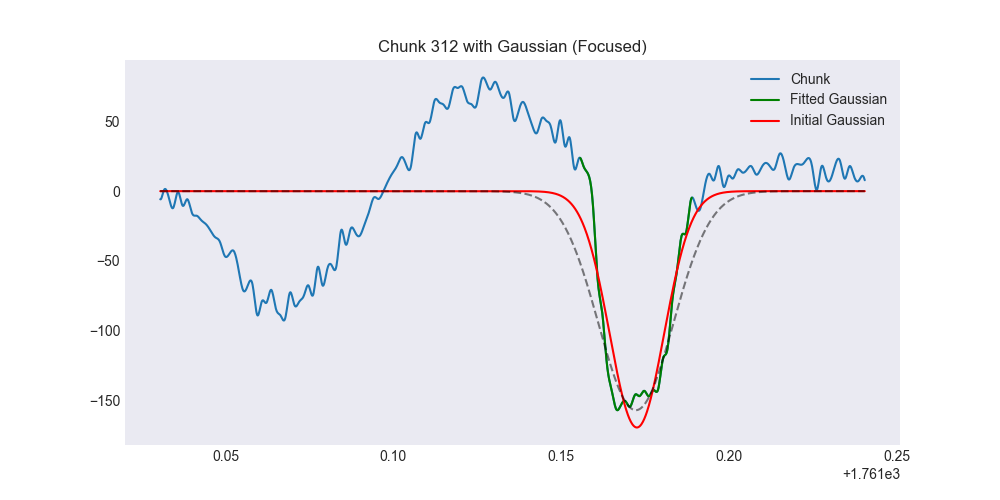 Chunk 312 with Gaussian (Focused)
Chunk
Fitted Gaussian
Initial Gaussian
50
0
−50
−100
−150
0.05 0.10 0.15 0.20 0.25
+1.761e3